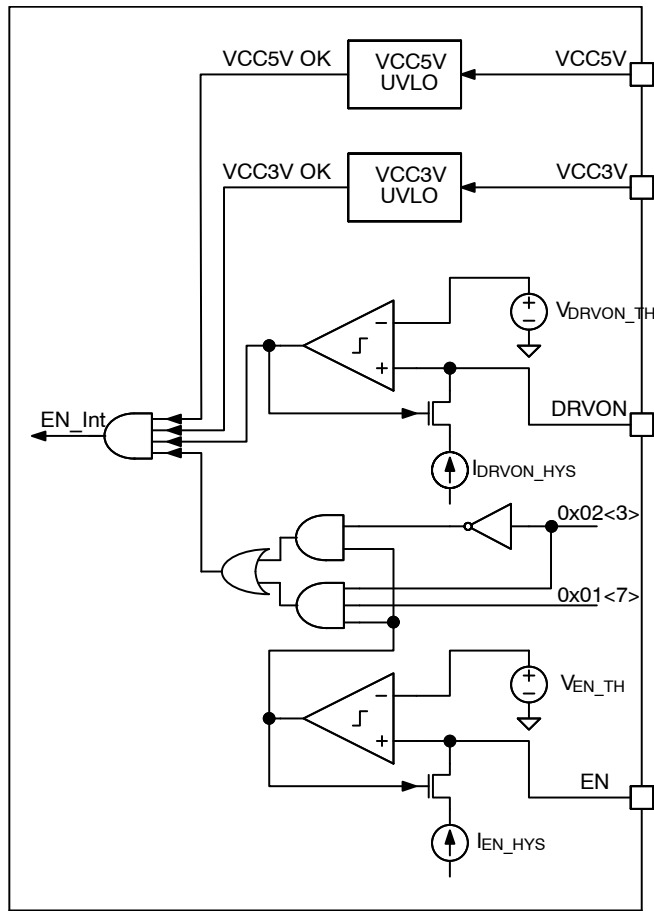 VCC5V OK
VCC5V
UVLO
VCC5V
VCC3V OK
VCC3V
UVLO
VCC3V
VDRVON_TH
DRVON
EN_Int
IDRVON_HYS
0x02<3>
0x01<7>
VEN_TH
EN
IEN_HYS